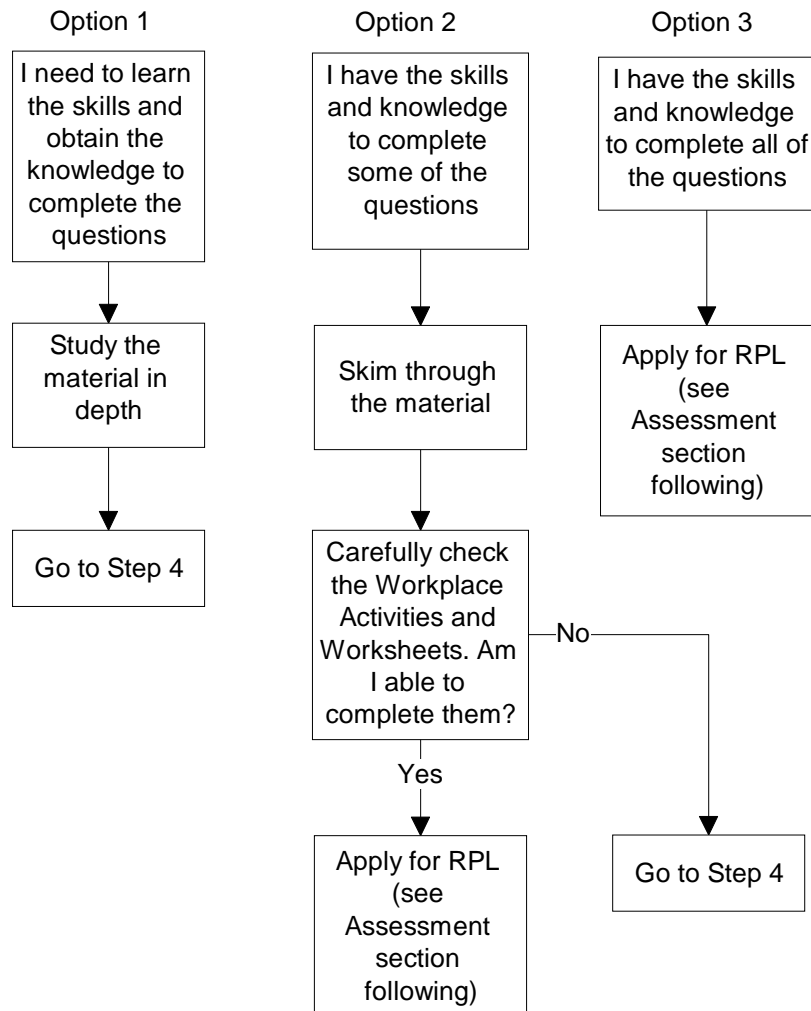 Option 1
I need to learn
the skills and
obtain the
knowledge to
complete the
questions
Study the
material in
depth
Go to Step 4
Option 2
I have the skills
and knowledge
to complete
some of the
questions
Skim through
the material
Carefully check
the Workplace
Activities and
Worksheets. Am
I able to
complete them?
No
Yes
Apply for RPL
(see
Assessment
section
following)
Go to Step 4
Option 3
I have the skills
and knowledge
to complete all of
the questions
Apply for RPL
(see
Assessment
section
following)